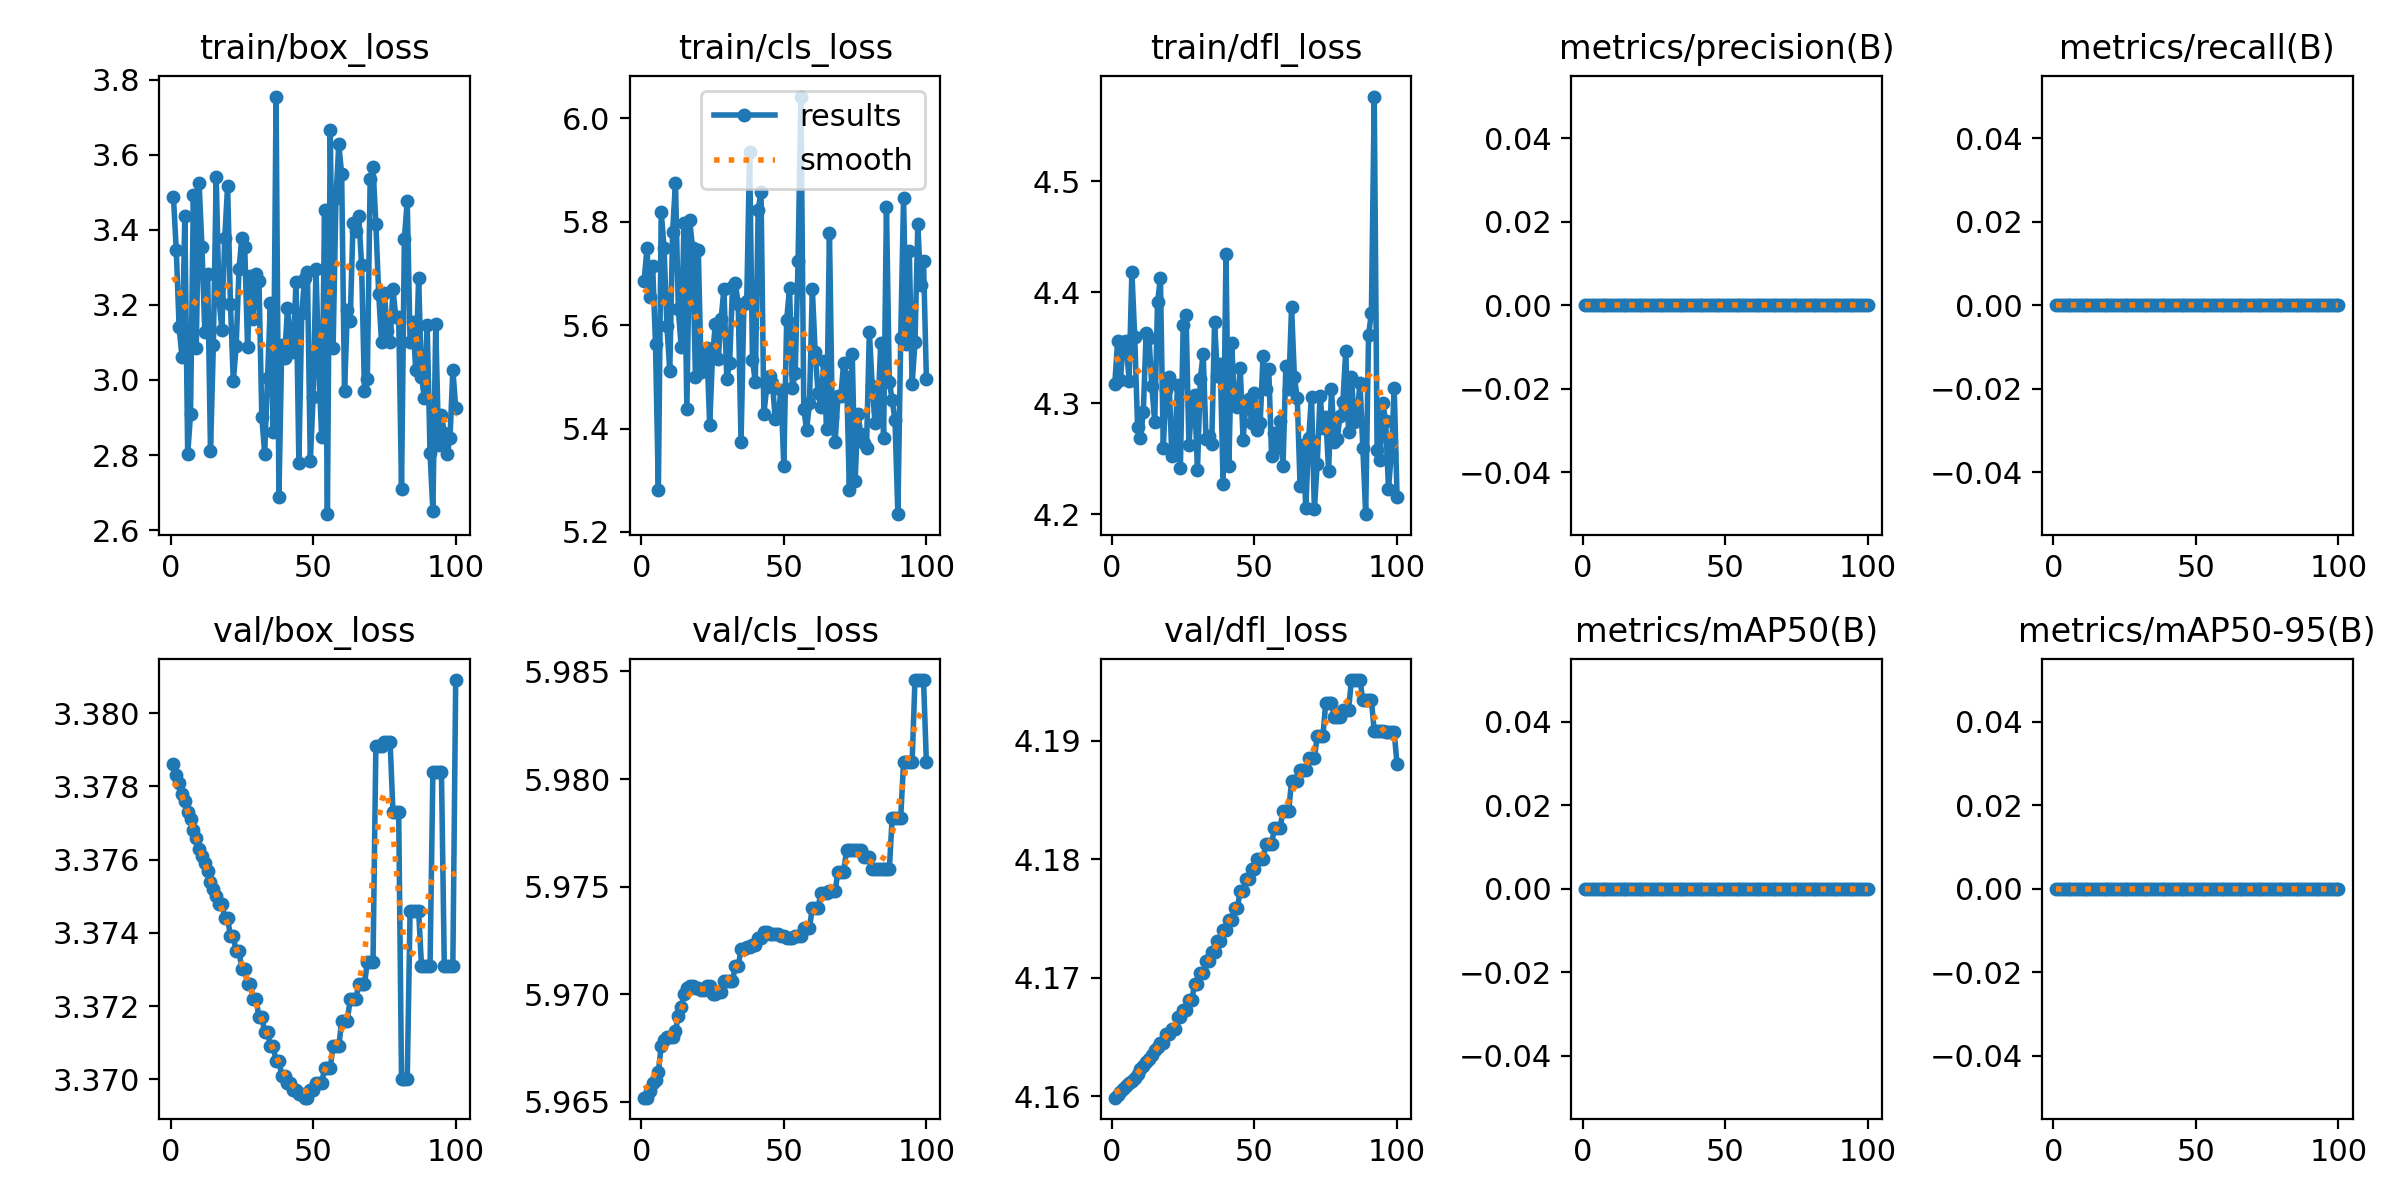 train/box_loss
train/cls_loss
train/dfl_loss
metrics/precision(B)
metrics/recall(B)
3.8
3.6
3.4
3.2
3.0
2.8
2.6
0 50 100
6.0
5.8
5.6
5.4
5.2
0 50 100
results
smooth
4.5
4.4
4.3
4.2
0 50 100
0.04
0.02
0.00
−0.02
−0.04
0 50 100
0.04
0.02
0.00
−0.02
−0.04
0 50 100
val/box_loss
val/cls_loss
val/dfl_loss
metrics/mAP50(B)
metrics/mAP50-95(B)
3.380
3.378
3.376
3.374
3.372
3.370
0 50 100
5.985
5.980
5.975
5.970
5.965
0 50 100
4.19
4.18
4.17
4.16
0 50 100
0.04
0.02
0.00
−0.02
−0.04
0 50 100
0.04
0.02
0.00
−0.02
−0.04
0 50 100